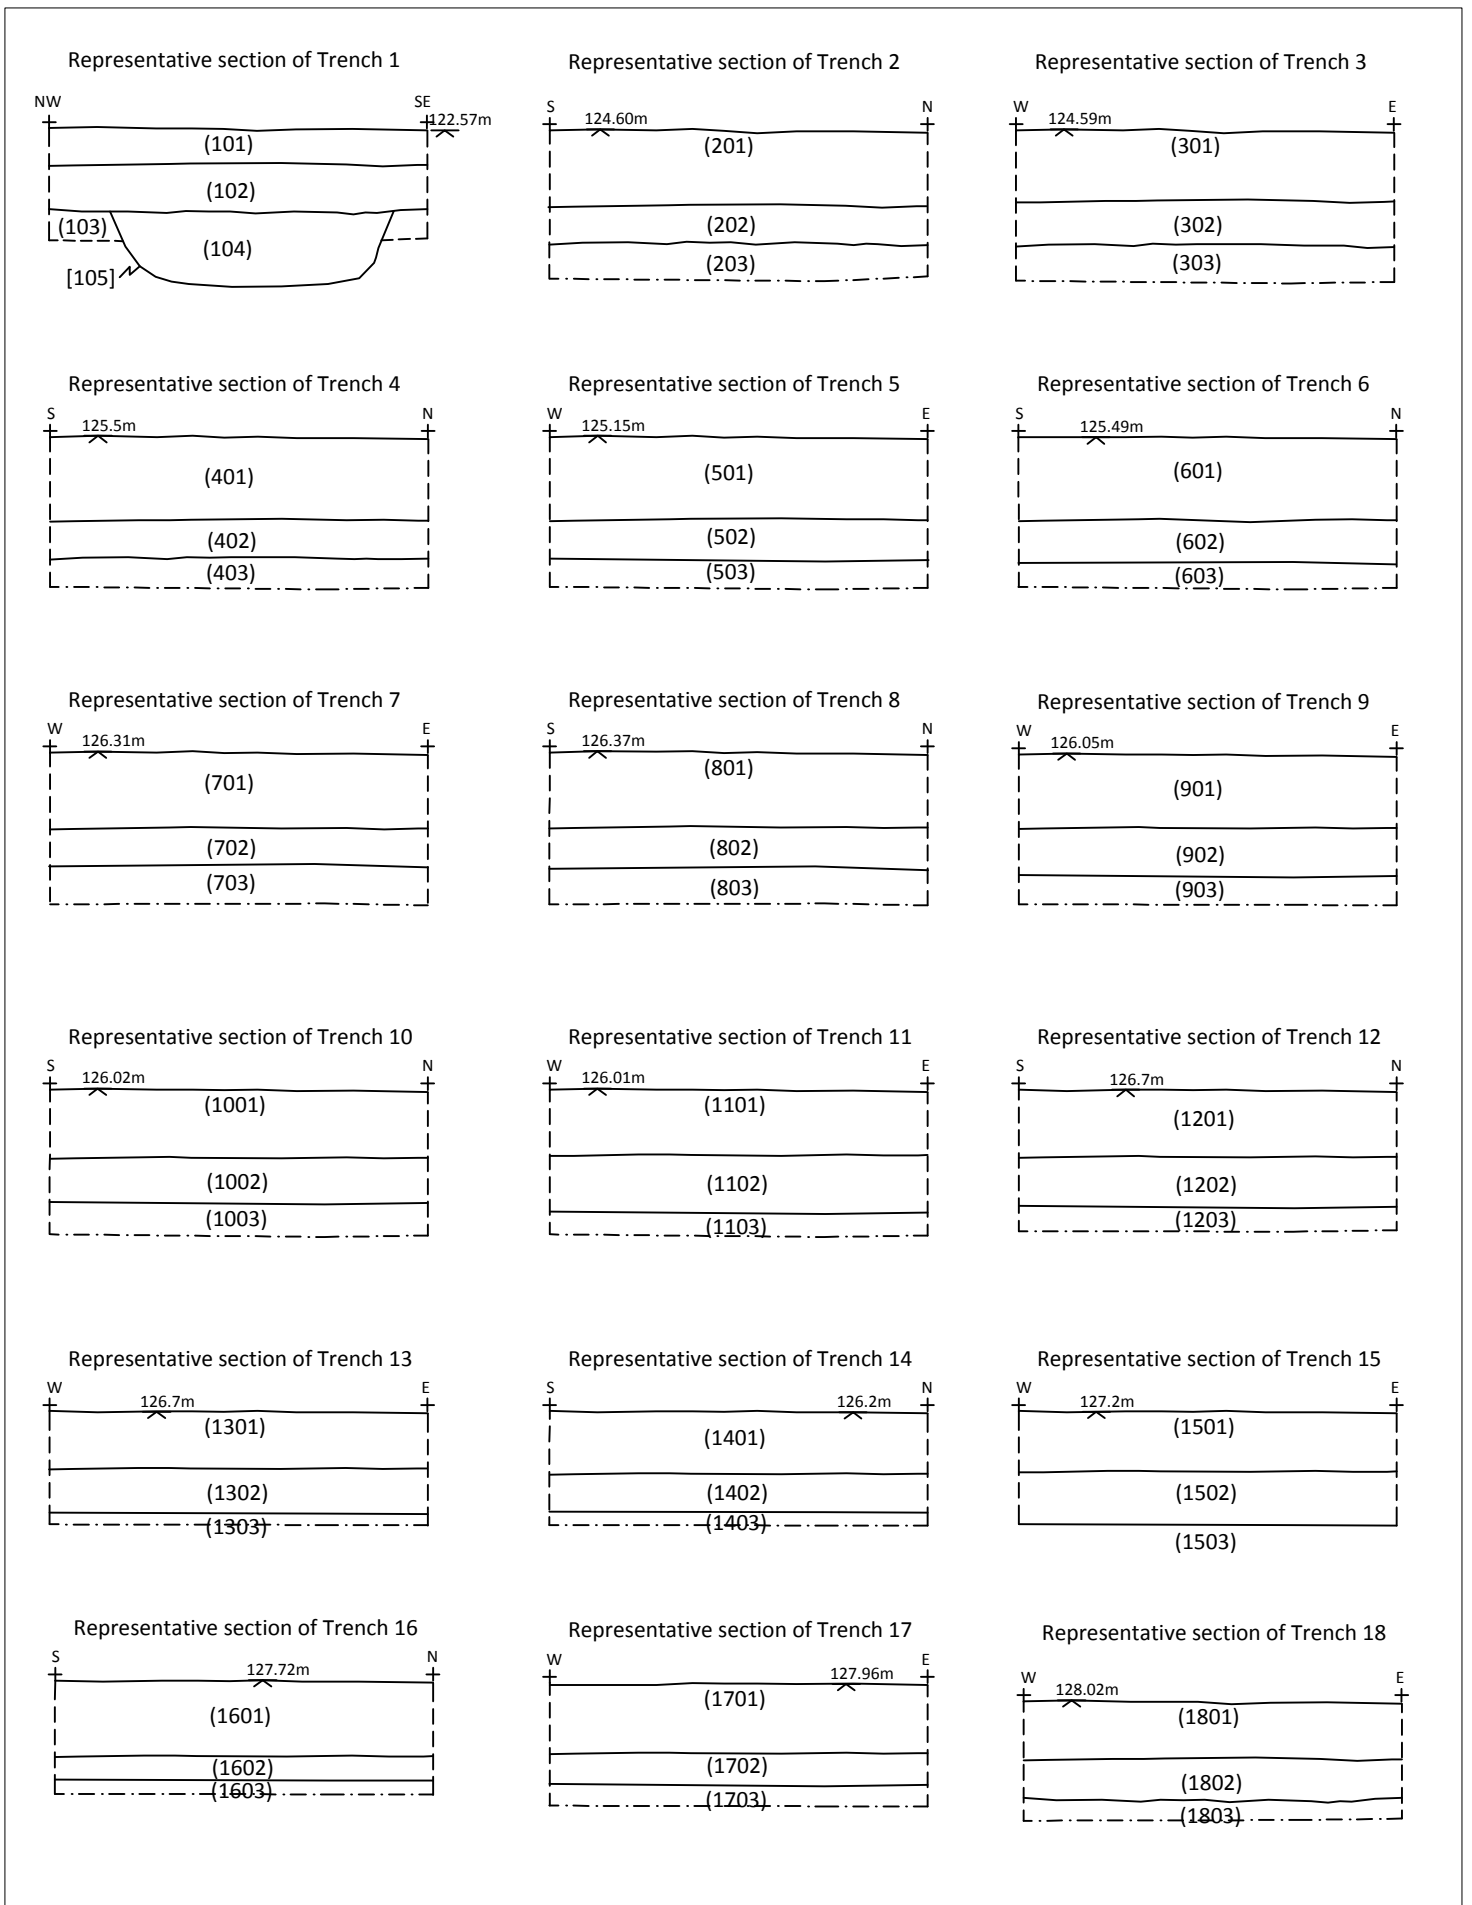 Representative section of Trench 1
NW
SE
122.57m
(101)
(102)
(103)
(104)
[105]
Representative section of Trench 2
S
N
124.60m
(201)
(202)
(203)
Representative section of Trench 3
W
E
124.59m
(301)
(302)
(303)
Representative section of Trench 4
S
N
125.5m
(401)
(402)
(403)
Representative section of Trench 5
W
E
125.15m
(501)
(502)
(503)
Representative section of Trench 6
S
N
125.49m
(601)
(602)
(603)
Representative section of Trench 7
W
E
126.31m
(701)
(702)
(703)
Representative section of Trench 8
S
N
126.37m
(801)
(802)
(803)
Representative section of Trench 9
W
E
126.05m
(901)
(902)
(903)
Representative section of Trench 10
S
N
126.02m
(1001)
(1002)
(1003)
Representative section of Trench 11
W
E
126.01m
(1101)
(1102)
(1103)
Representative section of Trench 12
S
N
126.7m
(1201)
(1202)
(1203)
Representative section of Trench 13
W
E
126.7m
(1301)
(1302)
(1303)
Representative section of Trench 14
S
N
126.2m
(1401)
(1402)
(1403)
Representative section of Trench 15
W
E
127.2m
(1501)
(1502)
(1503)
Representative section of Trench 16
S
N
127.72m
(1601)
(1602)
(1603)
Representative section of Trench 17
W
E
127.96m
(1701)
(1702)
(1703)
Representative section of Trench 18
W
E
128.02m
(1801)
(1802)
(1803)